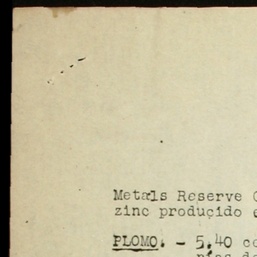 Metals Reserve
zinc producido
PLOMO. - 5,40